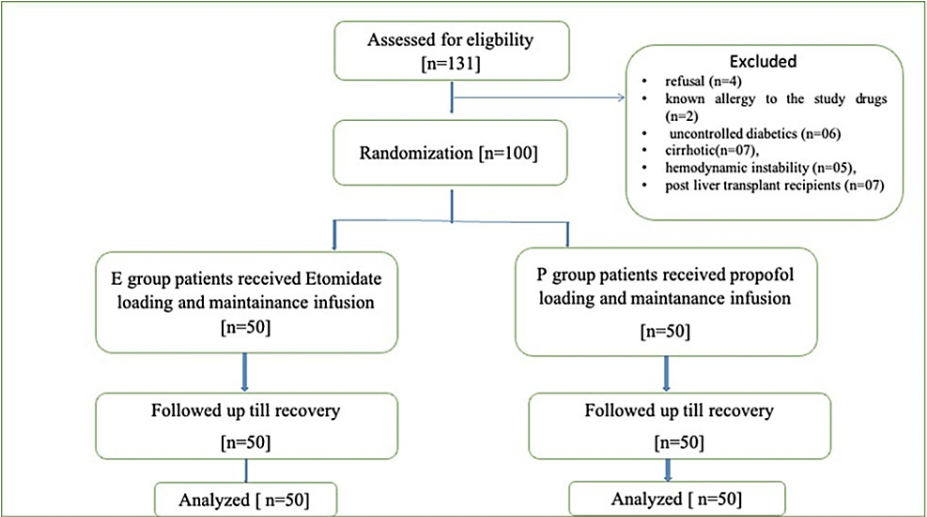 Assessed for eligbility
[n=131]
Excluded
• refusal (n=4)
• known allergy to the study drugs
(n=2)
• uncontrolled diabetics (n=06)
• cirrhotic(n=07),
• hemodynamic instability (n=05),
• post liver transplant recipients (n=07)
Randomization [n=100]
E group patients received Etomidate
loading and maintainance infusion
[n=50]
P group patients received propofol
loading and maintanance infusion
[n=50]
Followed up till recovery
[n=50]
Followed up till recovery
[n=50]
Analyzed [ n=50]
Analyzed [ n=50]